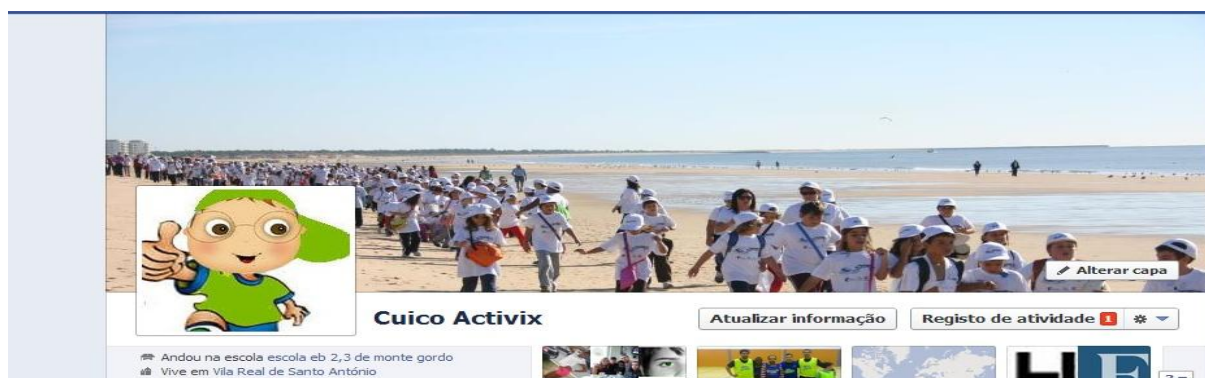 Alterar capa
Cuico Activix
Atualizar informação
Registo de atividade 1
Andou na escola escola eb 2,3 de monte gordo
Vive em Vila Real de Santo António